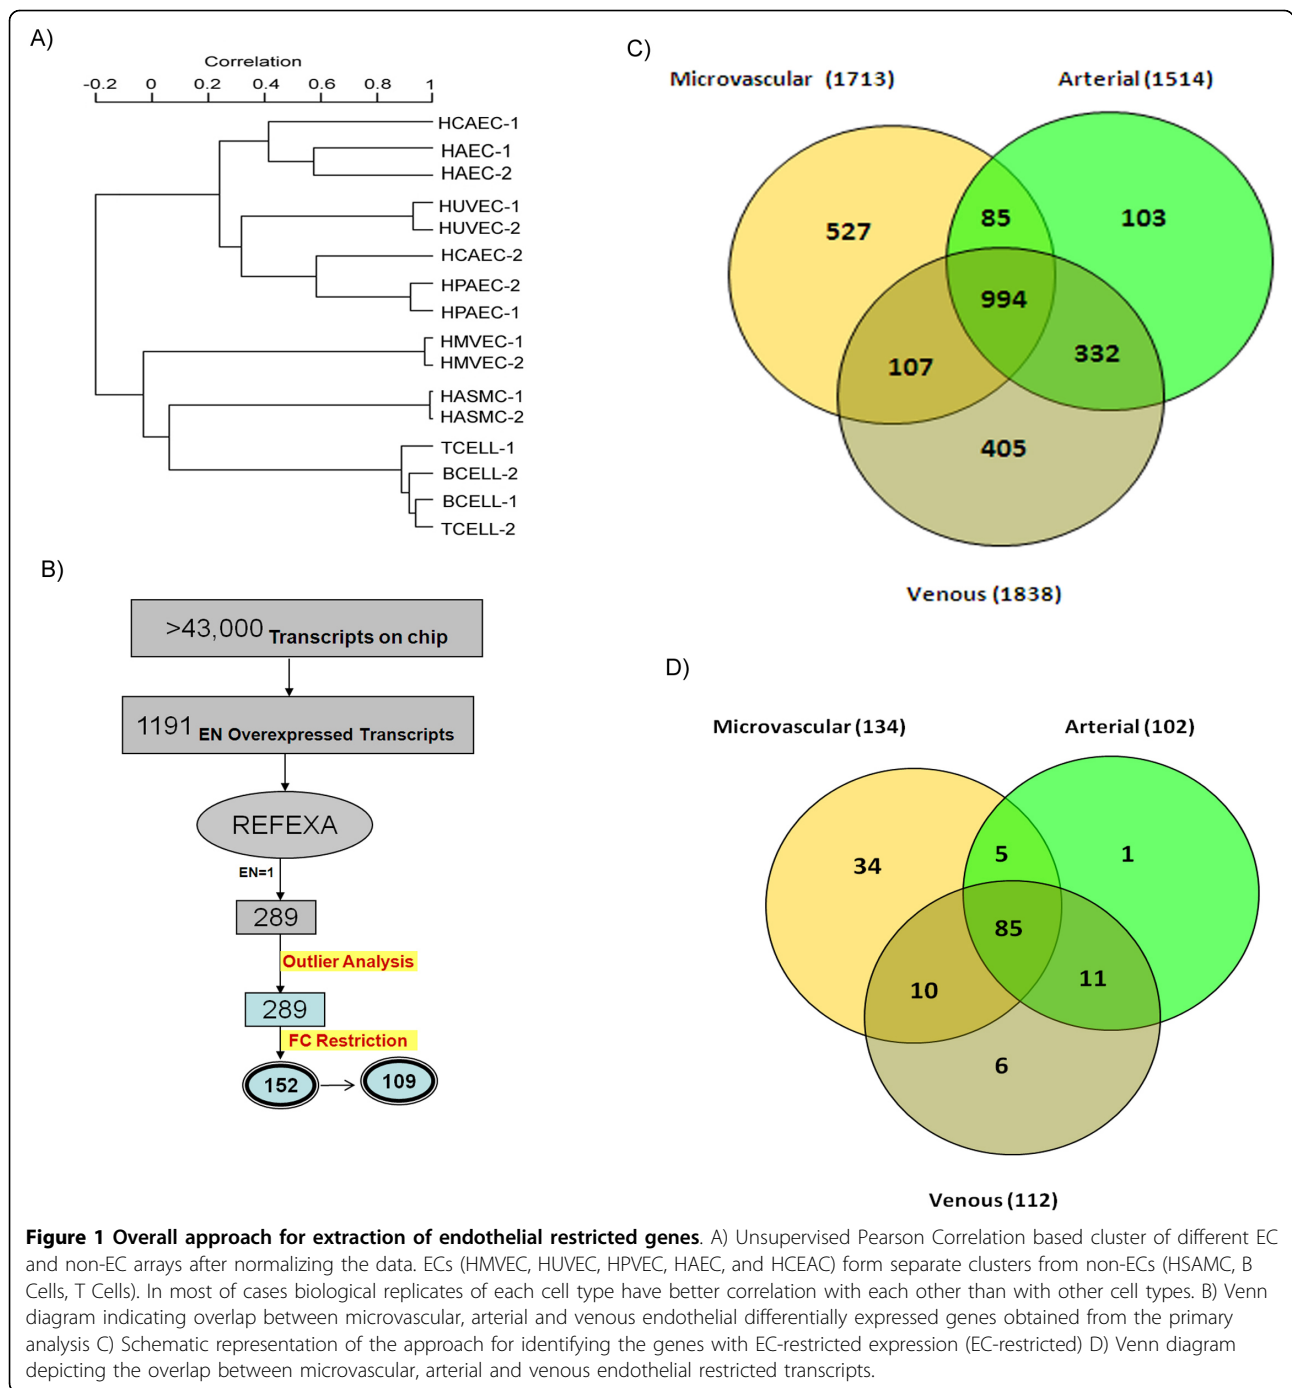 A)
Correlation
-0.2 0 0.2 0.4 0.6 0.8 1
HCAEC-1
HAEC-1
HAEC-2
HUVEC-1
HUVEC-2
HCAEC-2
HPAEC-2
HPAEC-1
HMVEC-1
HMVEC-2
HASMC-1
HASMC-2
TCELL-1
BCELL-2
BCELL-1
TCELL-2
B)
>43,000 Transcripts on chip
1191 EN Overexpressed Transcripts
REFEXA
EN=1
289
Outlier Analysis
289
FC Restriction
152 109
C)
Microvascular (1713) Arterial (1514)
527 85 103
994
107 332
405
Venous (1838)
D)
Microvascular (134) Arterial (102)
34 5 1
85
10 11
6
Venous (112)
Figure 1 Overall approach for extraction of endothelial restricted genes. A) Unsupervised Pearson Correlation based cluster of different EC
and non-EC arrays after normalizing the data. ECs (HMVEC, HUVEC, HPVEC, HAEC, and HCEAC) form separate clusters from non-ECs (HSAMC, B
Cells, T Cells). In most of cases biological replicates of each cell type have better correlation with each other than with other cell types. B) Venn
diagram indicating overlap between microvascular, arterial and venous endothelial differentially expressed genes obtained from the primary
analysis C) Schematic representation of the approach for identifying the genes with EC-restricted expression (EC-restricted) D) Venn diagram
depicting the overlap between microvascular, arterial and venous endothelial restricted transcripts.